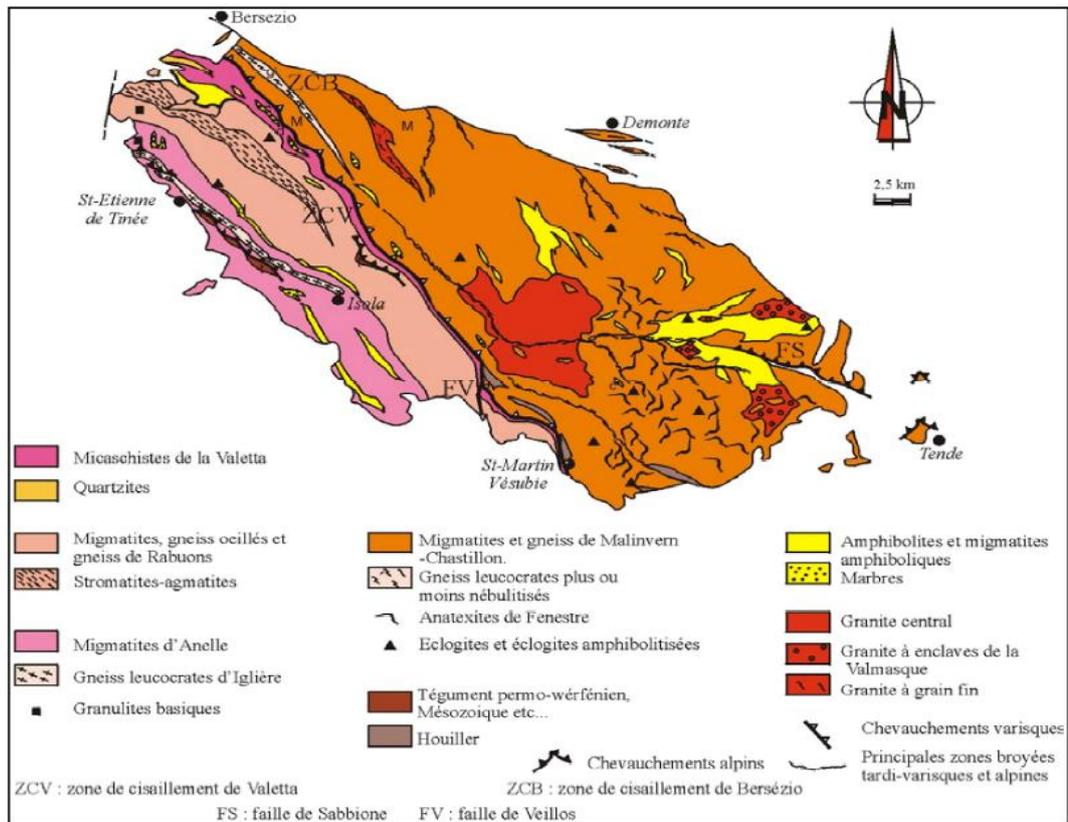 Bersezio
ZCB
M
M
Demonte
N
2,5 km
St-Etienne
de Tinée
ZCV
Isola
FS
FV
St-Martin
Vésubie
Tende
Micaschistes de la Valetta
Quartzites
Migmatites, gneiss oeillés et
gneiss de Rabuons
Stromatites-agmatites
Migmatites d'Anelle
Gneiss leucocrates d'Iglière
Granulites basiques
Migmatites et gneiss de Malinvern
-Chastillon.
Gneiss leucocrates plus ou
moins nébulitisés
Anatexites de Fenestre
Eclogites et éclogites amphibolitisées
Tégument permo-werfénien,
Mésozoique etc...
Houiller
Amphibolites et migmatites
amphiboliques
Marbres
Granite central
Granite à enclaves de la
Valmasque
Granite à grain fin
Chevauchements varisques
Chevauchements alpins
Principales zones broyées
tardi-varisques et alpines
ZCV : zone de cisaillement de Valetta
ZCB : zone de cisaillement de Bersézio
FS : faille de Sabbione
FV : faille de Veillos